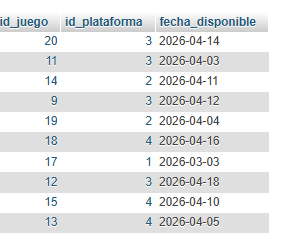 id_juego id_plataforma fecha_disponible
20 3 2026-04-14
11 3 2026-04-03
14 2 2026-04-11
9 3 2026-04-12
19 2 2026-04-04
18 4 2026-04-16
17 1 2026-03-03
12 3 2026-04-18
15 4 2026-04-10
13 4 2026-04-05